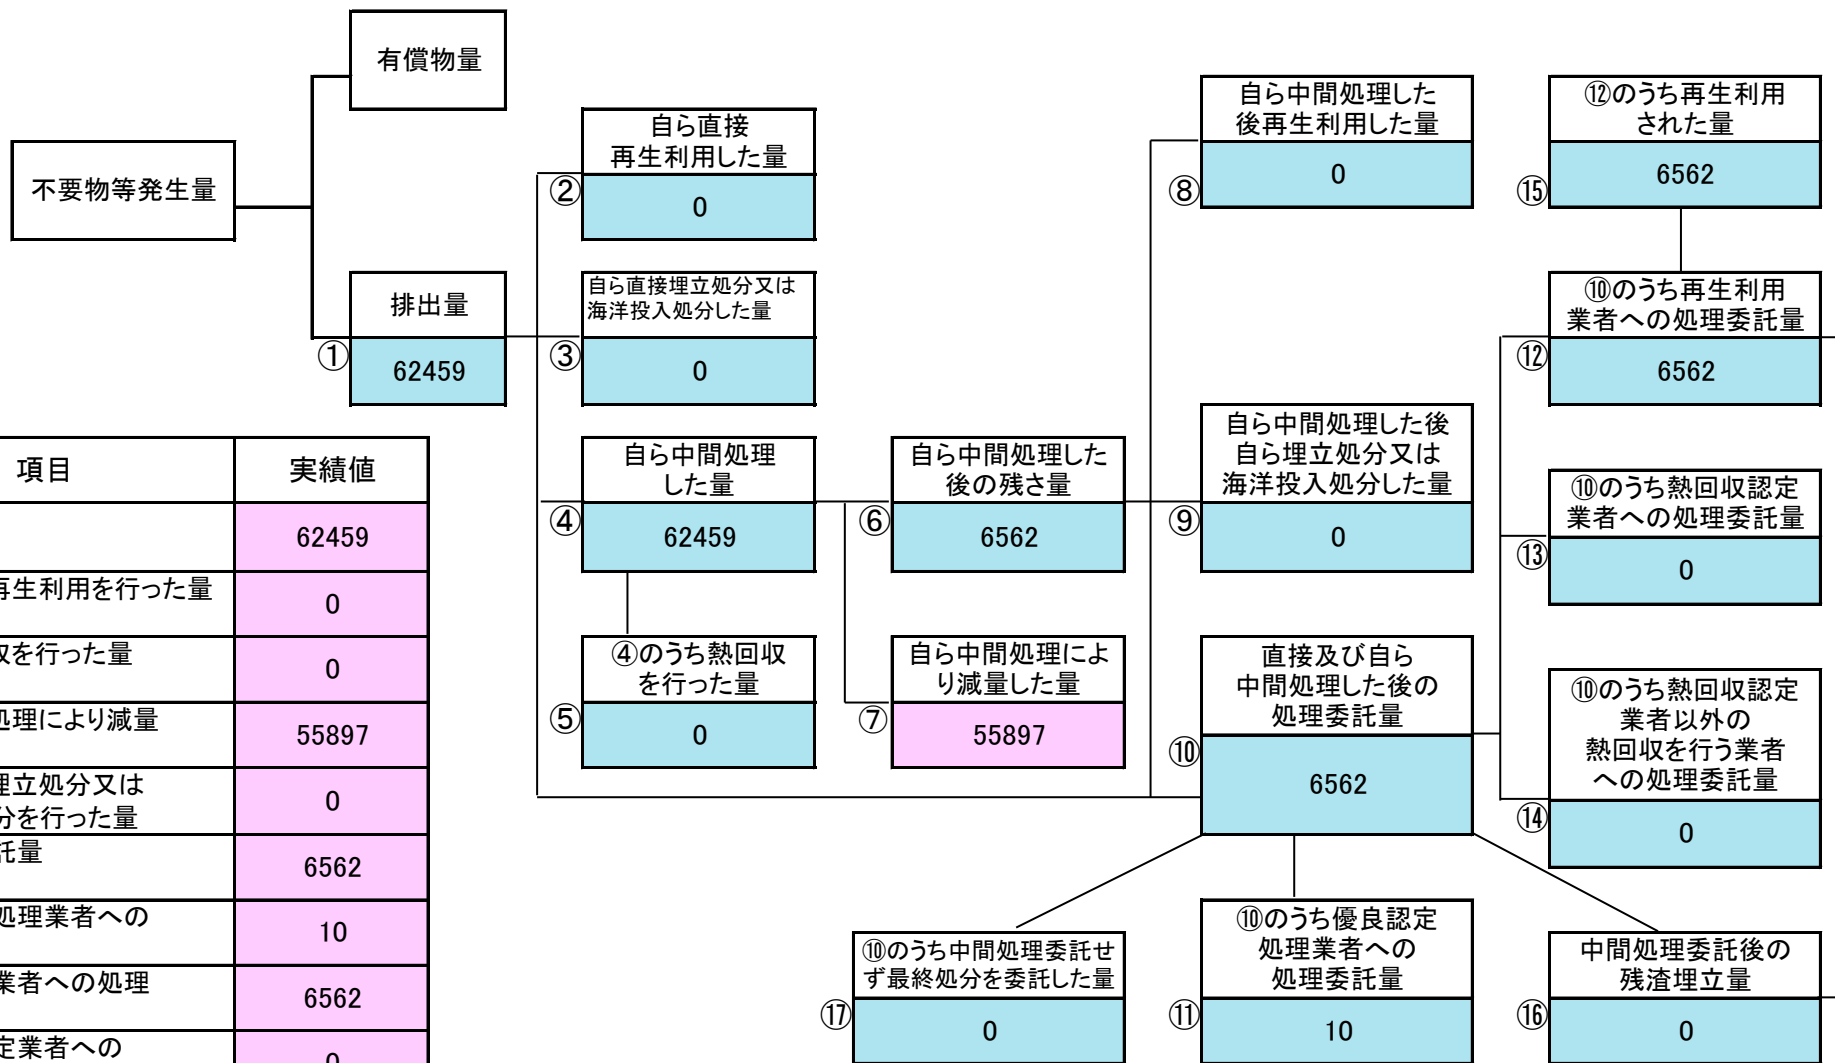 有償物量
不要物等発生量
排出量
①
62459
自ら直接
再生利用した量
②
0
自ら直接埋立処分又は
海洋投入処分した量
③
0
自ら中間処理
した量
④
62459
④のうち熱回収
を行った量
⑤
0
自ら中間処理した
後の残さ量
⑥
6562
自ら中間処理によ
り減量した量
⑦
55897
自ら中間処理した
後再生利用した量
⑧
0
自ら中間処理した後
自ら埋立処分又は
海洋投入処分した量
⑨
0
直接及び自ら
中間処理した後の
処理委託量
⑩
6562
⑩のうち優良認定
処理業者への
処理委託量
⑪
10
⑫のうち再生利用
された量
⑮
6562
⑩のうち再生利用
業者への処理委託量
⑫
6562
⑩のうち熱回収認定
業者への処理委託量
⑬
0
⑩のうち熱回収認定
業者以外の
熱回収を行う業者
への処理委託量
⑭
0
中間処理委託後の
残渣埋立量
⑯
0
⑩のうち中間処理委託せ
ず最終処分を委託した量
⑰
0
項目 実績値
62459
再生利用を行った量 0
収を行った量 0
処理により減量 55897
埋立処分又は
分を行った量 0
託量 6562
処理業者への 10
業者への処理 6562
定業者への 0